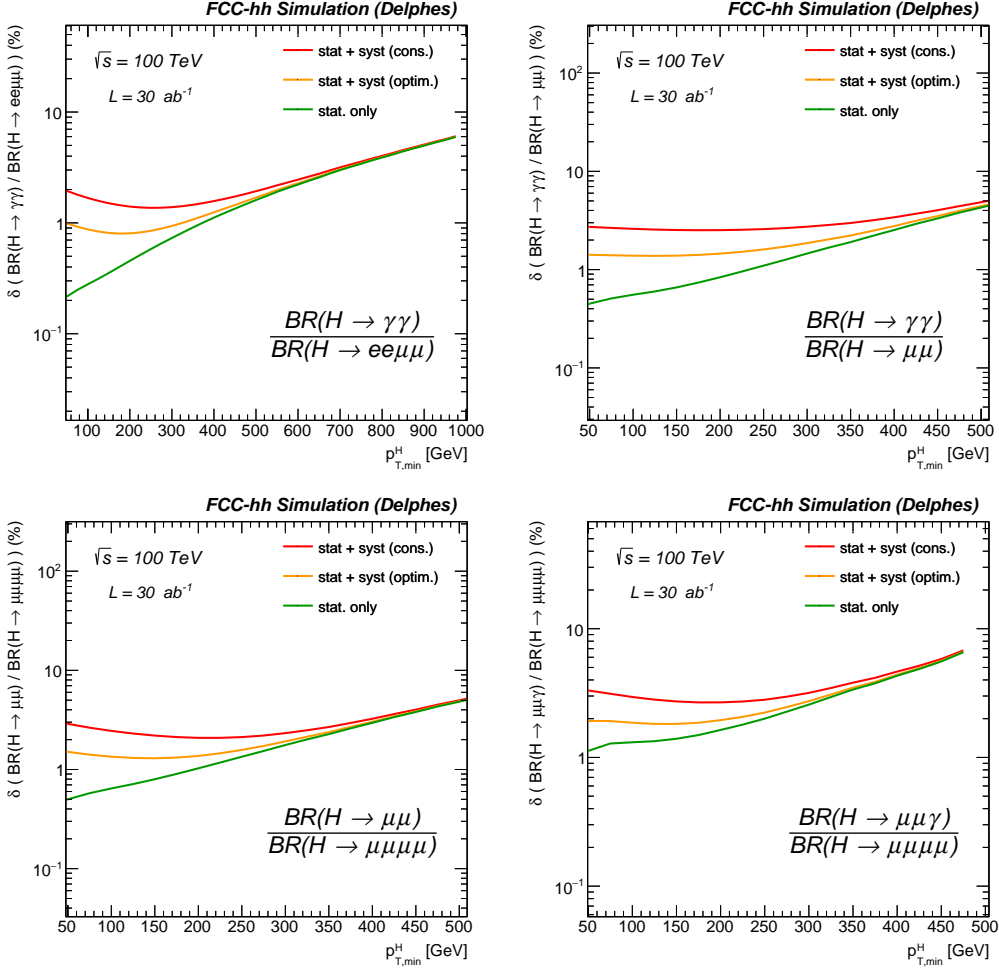 FCC-hh Simulation (Delphes)
δ ( BR(H → γγ) / BR(H → eeμμ) ) (%)
√s = 100 TeV
L = 30 ab⁻¹
stat + syst (cons.)
stat + syst (optim.)
stat. only
10
1
10⁻¹
BR(H → γγ)
BR(H → eeμμ)
100 200 300 400 500 600 700 800 900 1000
p^H_T,min [GeV]
FCC-hh Simulation (Delphes)
δ ( BR(H → γγ) / BR(H → μμ) ) (%)
√s = 100 TeV
L = 30 ab⁻¹
stat + syst (cons.)
stat + syst (optim.)
stat. only
10²
10
1
10⁻¹
BR(H → γγ)
BR(H → μμ)
50 100 150 200 250 300 350 400 450 500
p^H_T,min [GeV]
FCC-hh Simulation (Delphes)
δ ( BR(H → μμ) / BR(H → μμμμ) ) (%)
√s = 100 TeV
L = 30 ab⁻¹
stat + syst (cons.)
stat + syst (optim.)
stat. only
10²
10
1
10⁻¹
BR(H → μμ)
BR(H → μμμμ)
50 100 150 200 250 300 350 400 450 500
p^H_T,min [GeV]
FCC-hh Simulation (Delphes)
δ ( BR(H → μμγ) / BR(H → μμμμ) ) (%)
√s = 100 TeV
L = 30 ab⁻¹
stat + syst (cons.)
stat + syst (optim.)
stat. only
10
1
10⁻¹
BR(H → μμγ)
BR(H → μμμμ)
50 100 150 200 250 300 350 400 450 500
p^H_T,min [GeV]